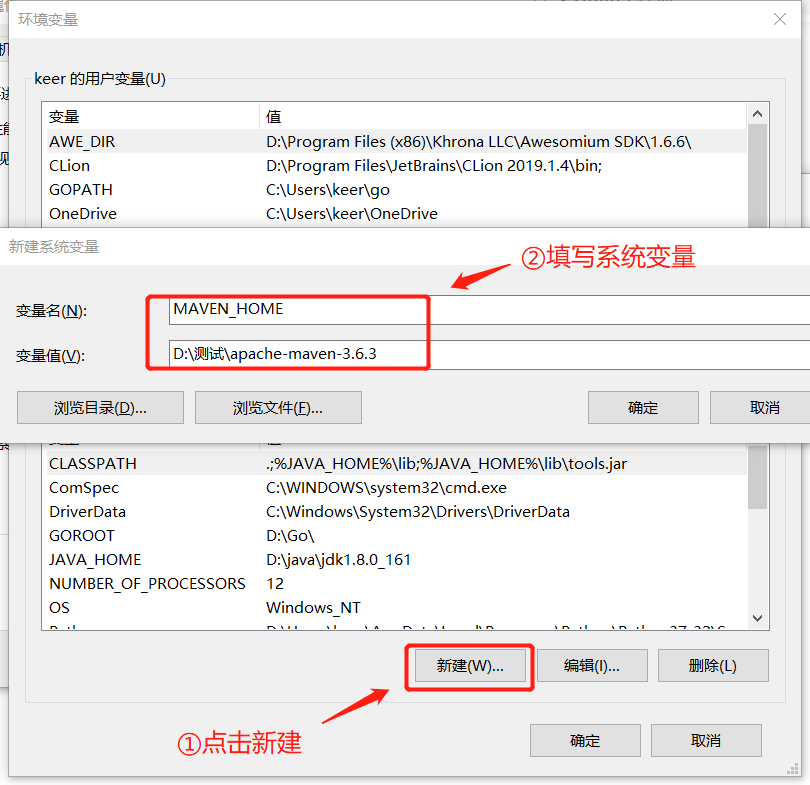 环境变量
keer 的用户变量(U)
变量 值
AWE_DIR D:\Program Files (x86)\Khrona LLC\Awesomium SDK\1.6.6\
CLion D:\Program Files\JetBrains\CLion 2019.1.4\bin;
GOPATH C:\Users\keer\go
OneDrive C:\Users\keer\OneDrive
新建系统变量
②填写系统变量
变量名(N): MAVEN_HOME
变量值(V): D:\测试\apache-maven-3.6.3
浏览目录(D)... 浏览文件(F)... 确定 取消
CLASSPATH .;%JAVA_HOME%\lib;%JAVA_HOME%\lib\tools.jar
ComSpec C:\WINDOWS\system32\cmd.exe
DriverData C:\Windows\System32\Drivers\DriverData
GOROOT D:\Go\
JAVA_HOME D:\java\jdk1.8.0_161
NUMBER_OF_PROCESSORS 12
OS Windows_NT
新建(W)... 编辑(I)... 删除(L)
①点击新建
确定 取消